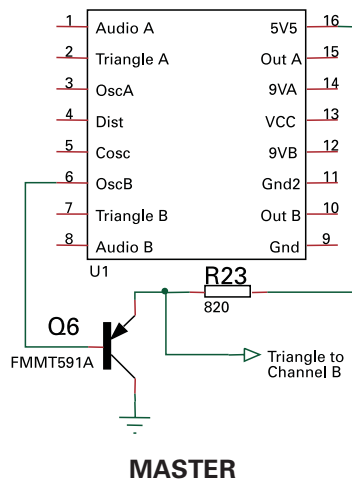 1 Audio A 5V5 16
2 Triangle A Out A 15
3 OscA 9VA 14
4 Dist VCC 13
5 Cosc 9VB 12
6 OscB Gnd2 11
7 Triangle B Out B 10
8 Audio B Gnd 9
U1
R23
820
Q6
FMMT591A
Triangle to
Channel B
MASTER